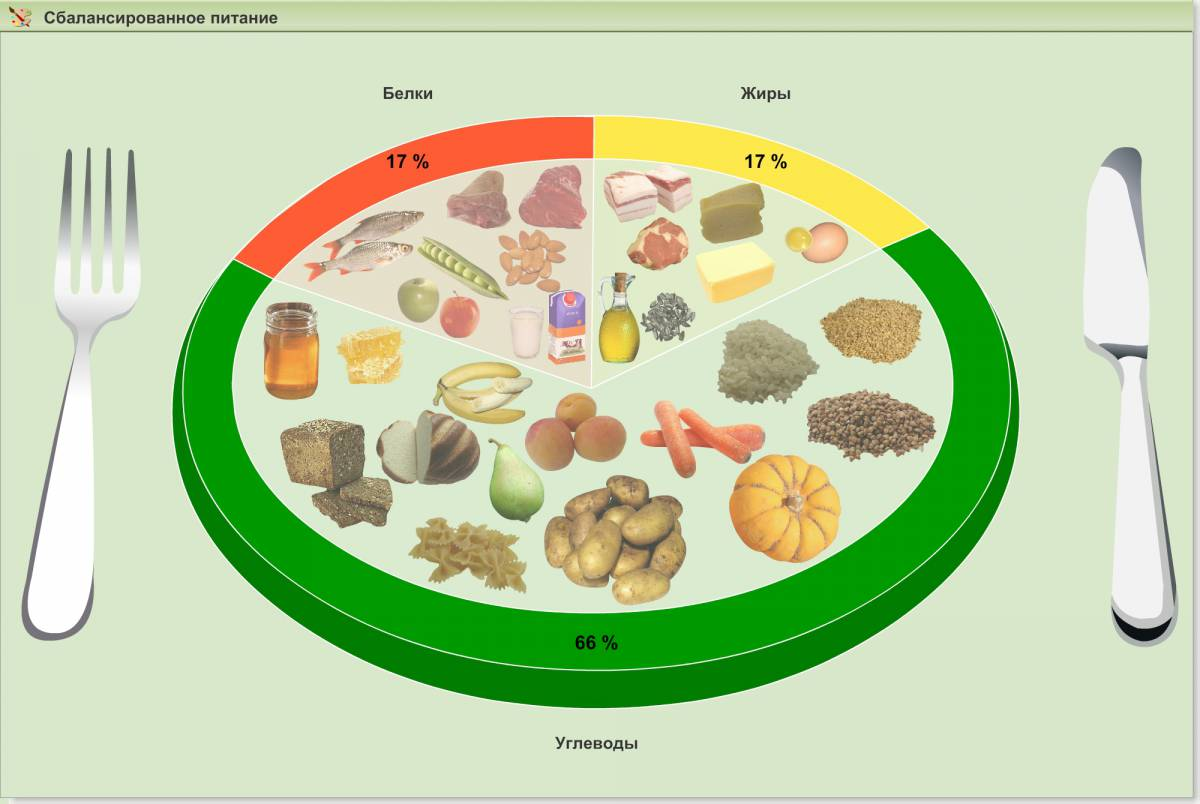 Сбалансированное питание
Белки
Жиры
17 %
17 %
66 %
Углеводы